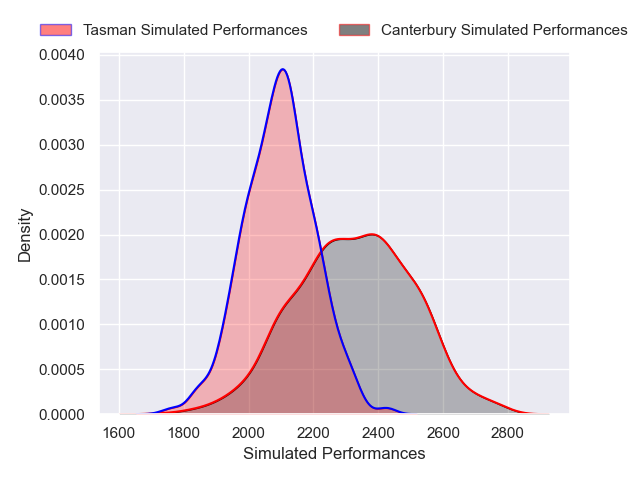 Tasman Simulated Performances Canterbury Simulated Performances
0.0040
0.0035
0.0030
0.0025
0.0020
0.0015
0.0010
0.0005
0.0000
Density
1600 1800 2000 2200 2400 2600 2800
Simulated Performances